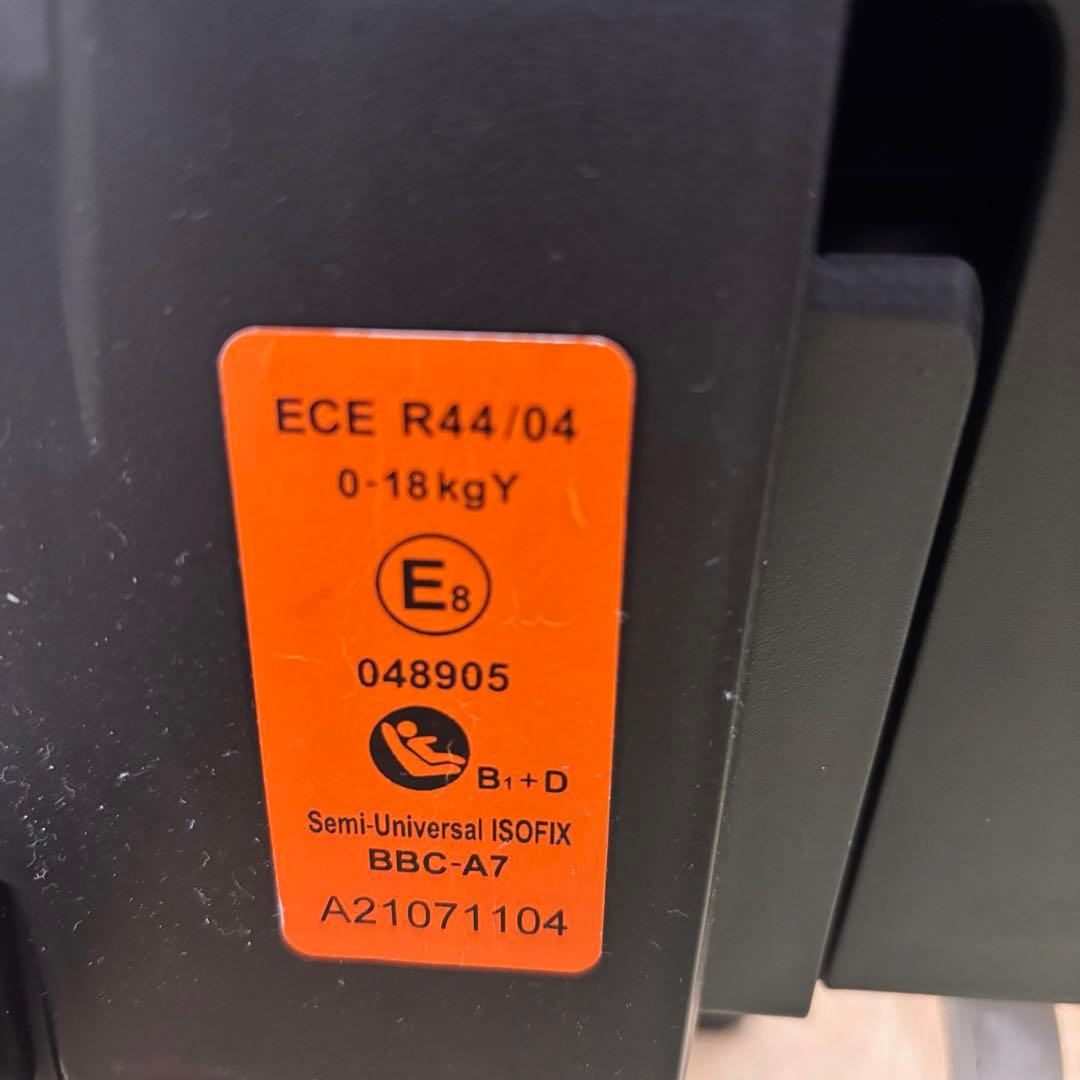 ECE R44/04
0-18kgY
E8
048905
B1+D
Semi-Universal ISOFIX
BBC-A7
A21071104